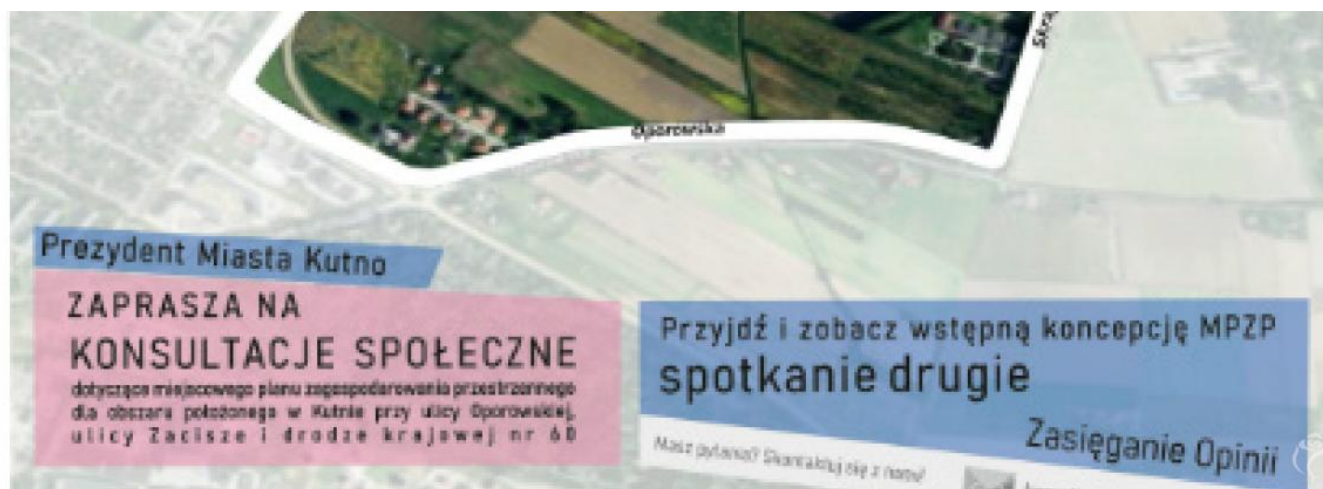 Oporowska
Prezydent Miasta Kutno
ZAPRASZA NA
KONSULTACJE SPOŁECZNE
dotyczące miejscowego planu zagospodarowania przestrzennego
dla obszaru położonego w Kutnie przy ulicy Oporowskiej,
ulicy Zacisze i drodze krajowej nr 60
Przyjdź i zobacz wstępną koncepcję MPZP
spotkanie drugie
Zasięganie Opinii
Masz pytania? Skontaktuj się z nami!